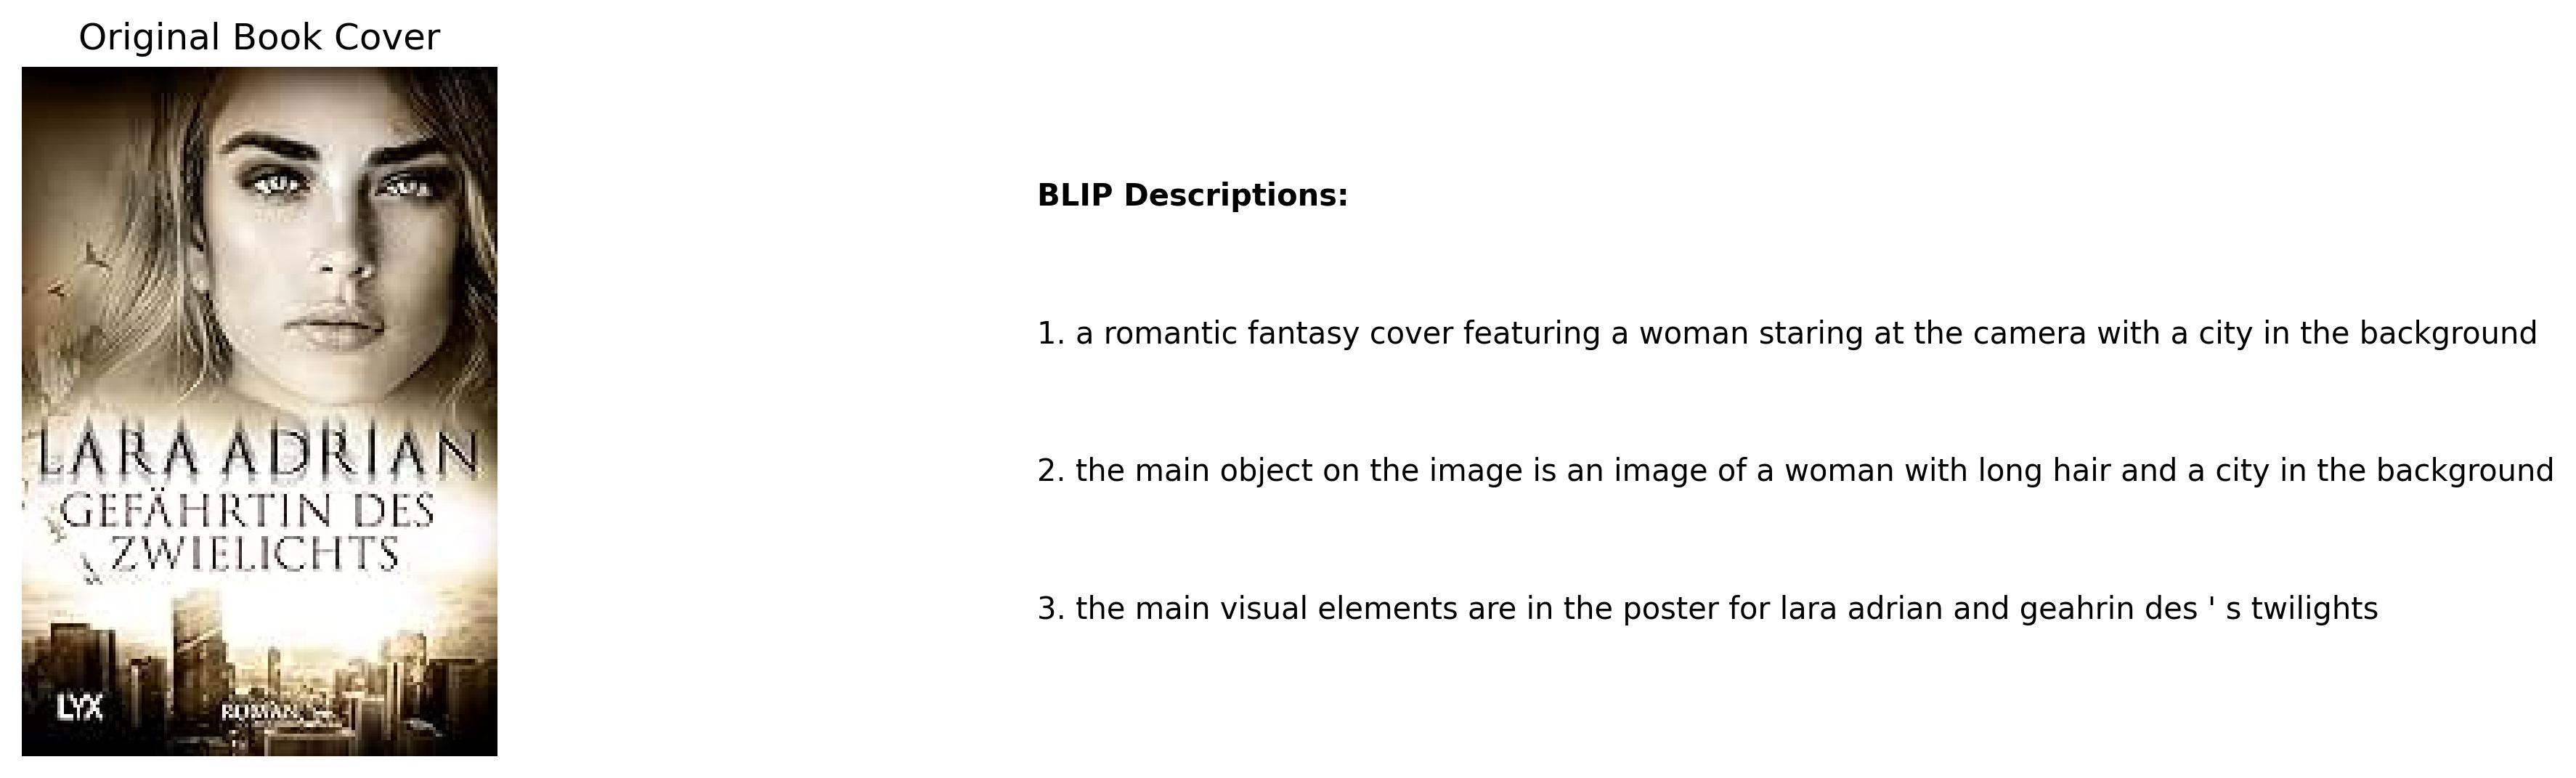 Original Book Cover
LARA ADRIAN
GEFÄHRTIN DES
ZWIELICHTS
LYX
ROMAN
BLIP Descriptions:
1. a romantic fantasy cover featuring a woman staring at the camera with a city in the background
2. the main object on the image is an image of a woman with long hair and a city in the background
3. the main visual elements are in the poster for lara adrian and geahrin des ' s twilights